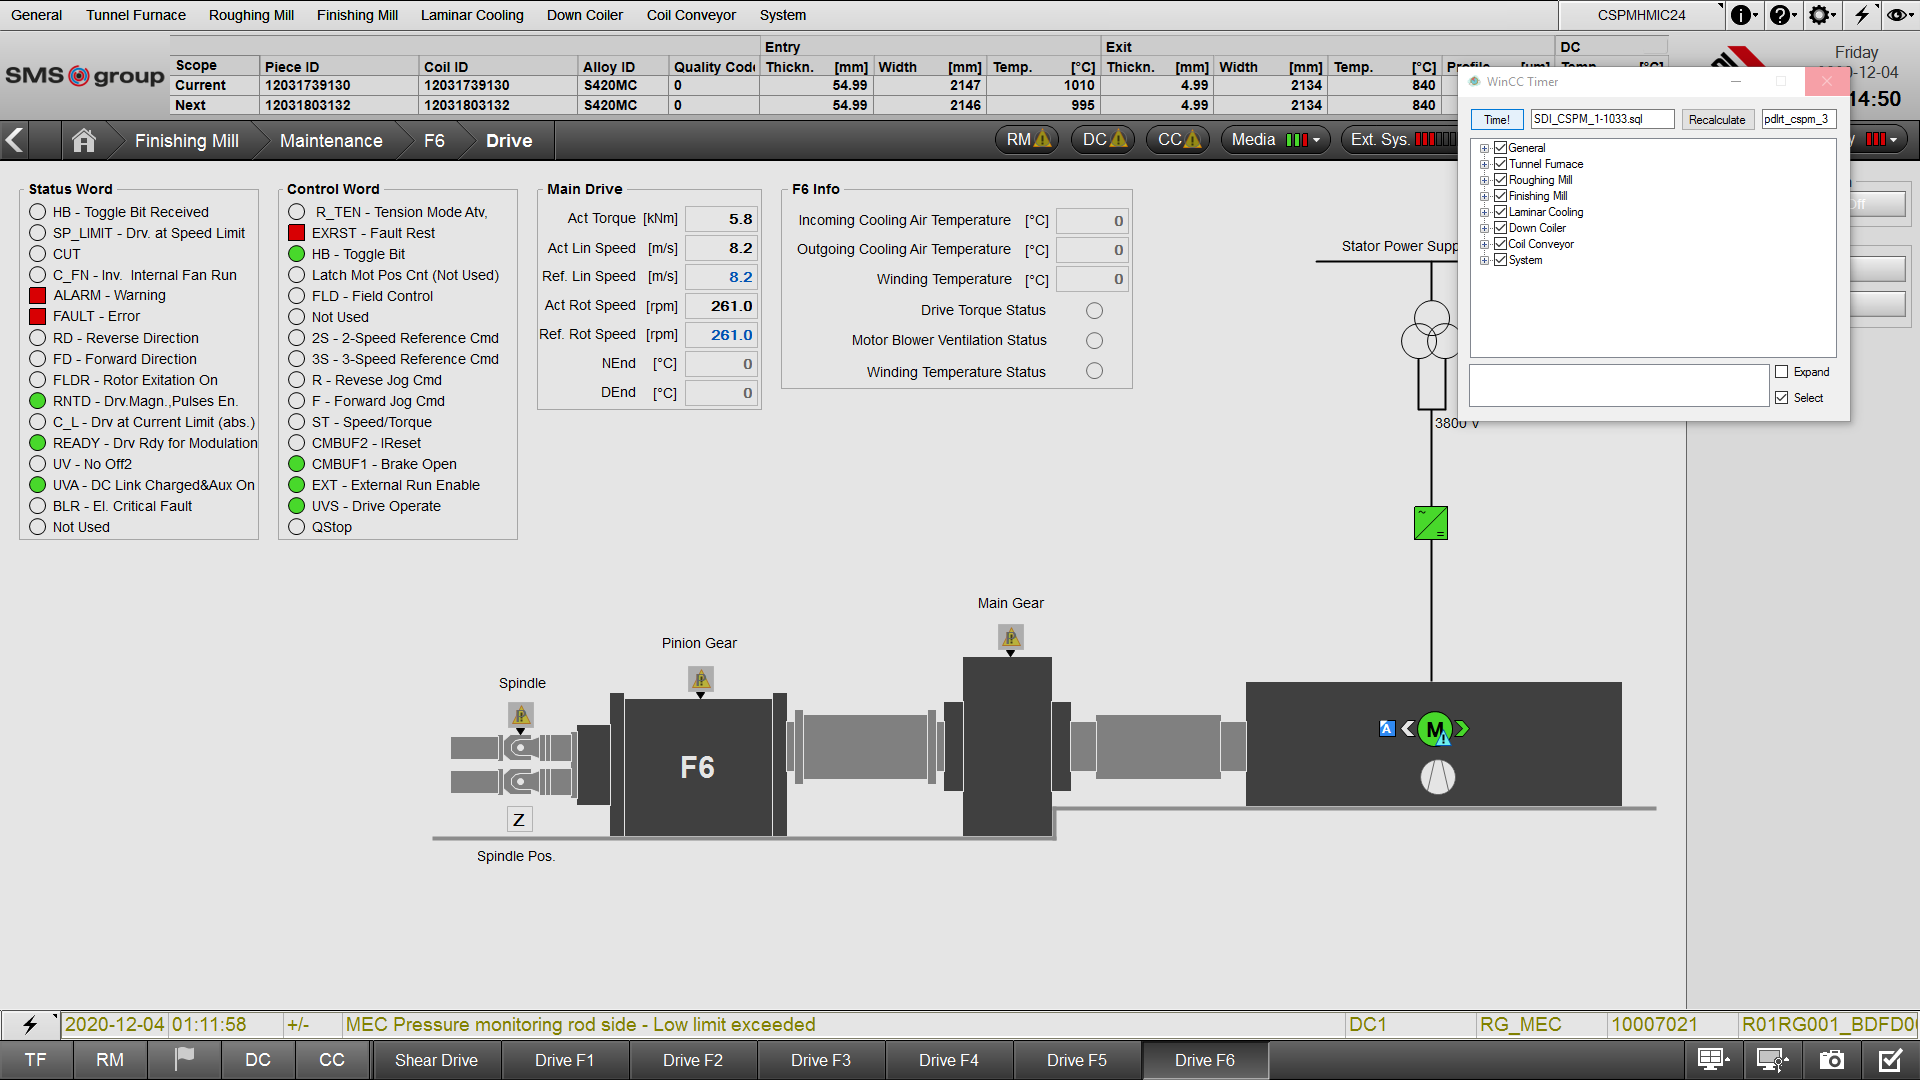 General Tunnel Furnace Roughing Mill Finishing Mill Laminar Cooling Down Coiler Coil Conveyor System CSPMHMIC24
SMS group
Entry Exit DC
Scope Piece ID Coil ID Alloy ID Quality Code Thickn. [mm] Width [mm] Temp. [°C] Thickn. [mm] Width [mm] Temp. [°C]
Current 12031739130 12031739130 S420MC 0 54.99 2147 1010 4.99 2134 840
Next 12031803132 12031803132 S420MC 0 54.99 2146 995 4.99 2134 840
Friday
-12-04
14:50
Finishing Mill Maintenance F6 Drive RM DC CC Media Ext. Sys.
WinCC Timer
Time! SDI_CSPM_1-1033.sql Recalculate pdlrt_cspm_3
General
Tunnel Furnace
Roughing Mill
Finishing Mill
Laminar Cooling
Down Coiler
Coil Conveyor
System
Expand
Select
Off
Status Word
HB - Toggle Bit Received
SP_LIMIT - Drv. at Speed Limit
CUT
C_FN - Inv. Internal Fan Run
ALARM - Warning
FAULT - Error
RD - Reverse Direction
FD - Forward Direction
FLDR - Rotor Exitation On
RNTD - Drv.Magn.,Pulses En.
C_L - Drv at Current Limit (abs.)
READY - Drv Rdy for Modulation
UV - No Off2
UVA - DC Link Charged&Aux On
BLR - El. Critical Fault
Not Used
Control Word
R_TEN - Tension Mode Atv,
EXRST - Fault Rest
HB - Toggle Bit
Latch Mot Pos Cnt (Not Used)
FLD - Field Control
Not Used
2S - 2-Speed Reference Cmd
3S - 3-Speed Reference Cmd
R - Revese Jog Cmd
F - Forward Jog Cmd
ST - Speed/Torque
CMBUF2 - IReset
CMBUF1 - Brake Open
EXT - External Run Enable
UVS - Drive Operate
QStop
Main Drive
Act Torque [kNm] 5.8
Act Lin Speed [m/s] 8.2
Ref. Lin Speed [m/s] 8.2
Act Rot Speed [rpm] 261.0
Ref. Rot Speed [rpm] 261.0
NEnd [°C] 0
DEnd [°C] 0
F6 Info
Incoming Cooling Air Temperature [°C] 0
Outgoing Cooling Air Temperature [°C] 0
Winding Temperature [°C] 0
Drive Torque Status
Motor Blower Ventilation Status
Winding Temperature Status
Stator Power Supp
3800 V
Main Gear
Pinion Gear
Spindle
F6
A M
Z
Spindle Pos.
2020-12-04 01:11:58 +/- MEC Pressure monitoring rod side - Low limit exceeded DC1 RG_MEC 10007021 R01RG001_BDFD0
TF RM DC CC Shear Drive Drive F1 Drive F2 Drive F3 Drive F4 Drive F5 Drive F6